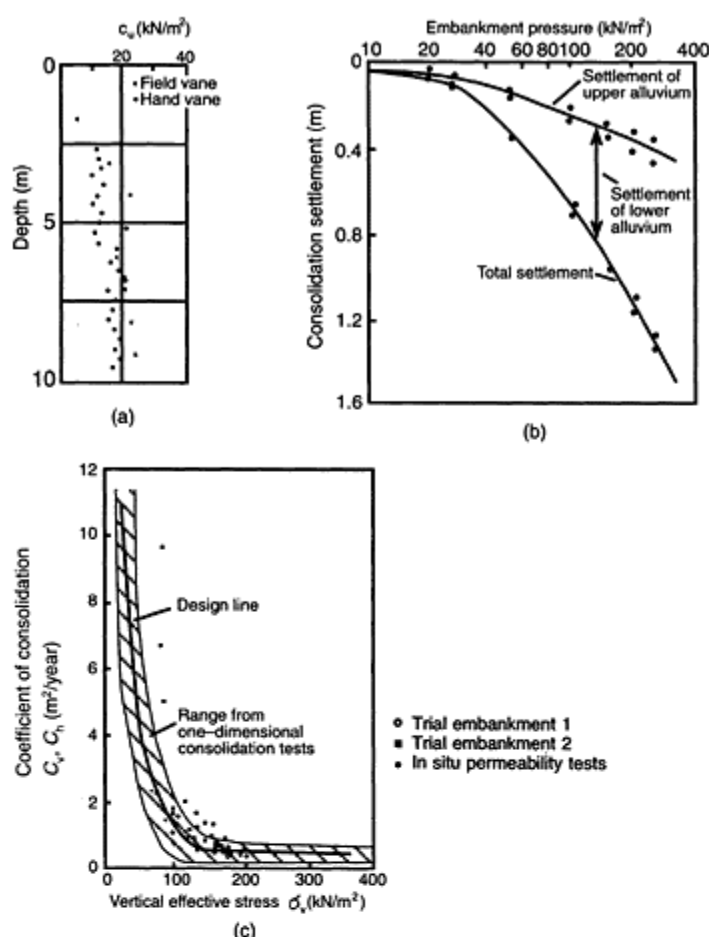 c_u (kN/m²)
0 20 40
Field vane
Hand vane
0
5
10
Depth (m)
(a)
Embankment pressure (kN/m²)
10 20 40 60 80 100 200 400
0
0.4
0.8
1.2
1.6
Consolidation settlement (m)
Settlement of
upper alluvium
Settlement
of lower
alluvium
Total settlement
(b)
12
10
8
6
4
2
0
Coefficient of consolidation
C_v, C_h (m²/year)
Design line
Range from
one–dimensional
consolidation tests
0 100 200 300 400
Vertical effective stress σ_v (kN/m²)
(c)
Trial embankment 1
Trial embankment 2
In situ permeability tests